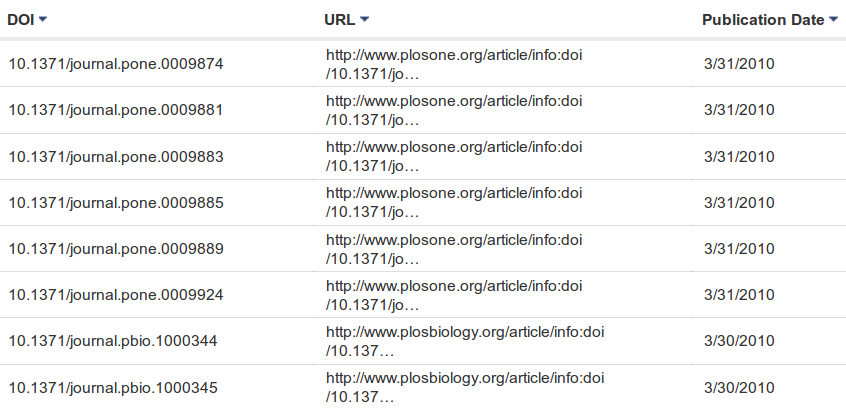 DOI URL Publication Date
10.1371/journal.pone.0009874 http://www.plosone.org/article/info:doi 3/31/2010
/10.1371/jo…
10.1371/journal.pone.0009881 http://www.plosone.org/article/info:doi 3/31/2010
/10.1371/jo…
10.1371/journal.pone.0009883 http://www.plosone.org/article/info:doi 3/31/2010
/10.1371/jo…
10.1371/journal.pone.0009885 http://www.plosone.org/article/info:doi 3/31/2010
/10.1371/jo…
10.1371/journal.pone.0009889 http://www.plosone.org/article/info:doi 3/31/2010
/10.1371/jo…
10.1371/journal.pone.0009924 http://www.plosone.org/article/info:doi 3/31/2010
/10.1371/jo…
10.1371/journal.pbio.1000344 http://www.plosbiology.org/article/info:doi 3/30/2010
/10.137…
10.1371/journal.pbio.1000345 http://www.plosbiology.org/article/info:doi 3/30/2010
/10.137…